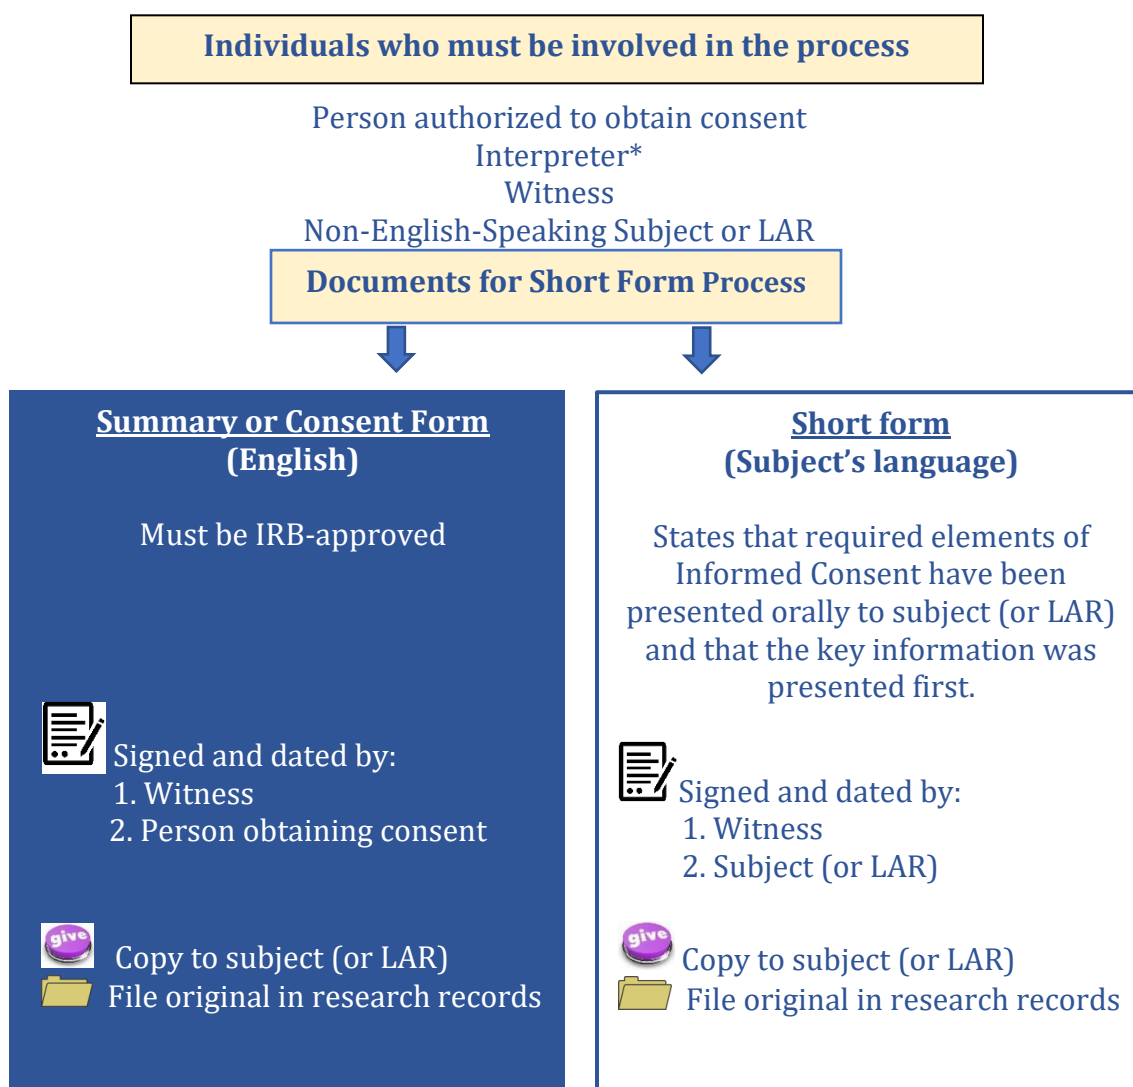 Individuals who must be involved in the process
Person authorized to obtain consent
Interpreter*
Witness
Non-English-Speaking Subject or LAR
Documents for Short Form Process
Summary or Consent Form
(English)
Must be IRB-approved
Signed and dated by:
1. Witness
2. Person obtaining consent
give
Copy to subject (or LAR)
File original in research records
Short form
(Subject’s language)
States that required elements of
Informed Consent have been
presented orally to subject (or LAR)
and that the key information was
presented first.
Signed and dated by:
1. Witness
2. Subject (or LAR)
give
Copy to subject (or LAR)
File original in research records